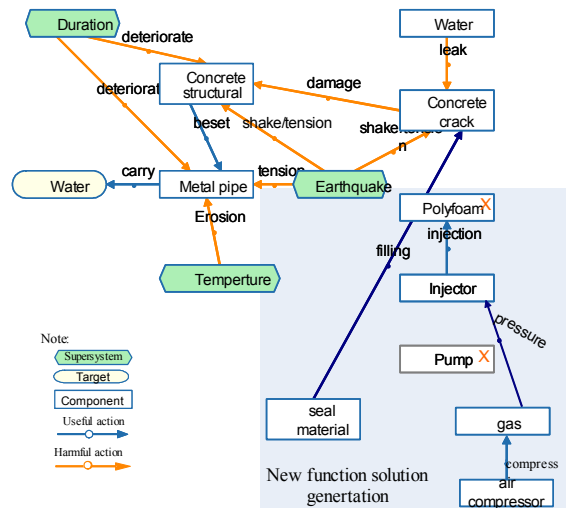 Duration
deteriorate
Water
leak
Concrete
structural
deteriorat
damage
Concrete
crack
beset
shake/tension
shake/tension
carry
Water
Metal pipe
tension
Earthquake
Erosion
Polyfoam X
injection
filling
Temperture
Injector
pressure
Note:
Supersystem
Target
Component
Useful action
Harmful action
Pump X
seal
material
gas
compress
New function solution
genertation
air
compressor